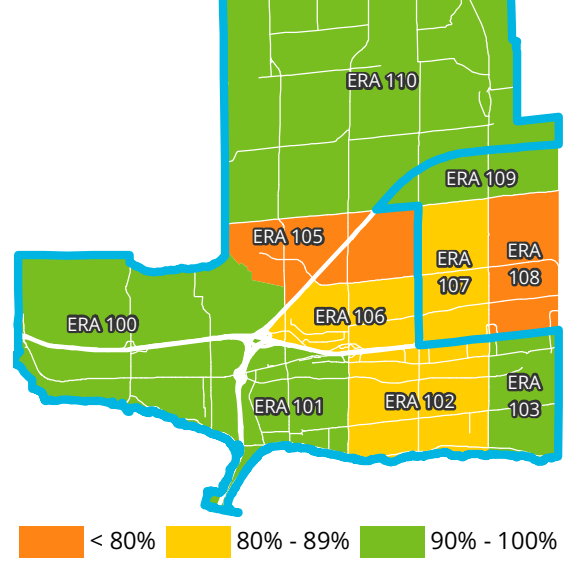 ERA 110
ERA 109
ERA 105
ERA
107
ERA
108
ERA 106
ERA 100
ERA 101
ERA 102
ERA
103
< 80%
80% - 89%
90% - 100%